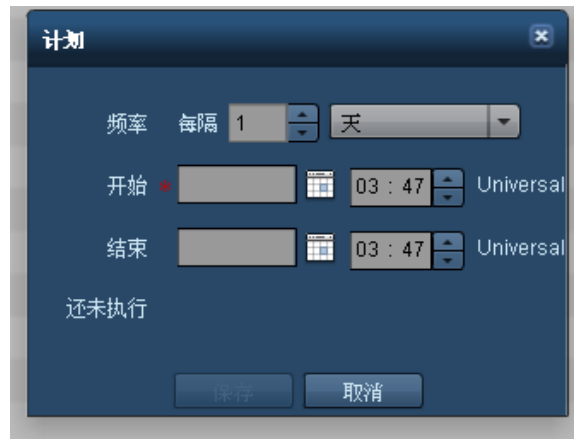 计划
频率 每隔 1 天
开始 * 03 : 47 Universal
结束 03 : 47 Universal
还未执行
保存 取消